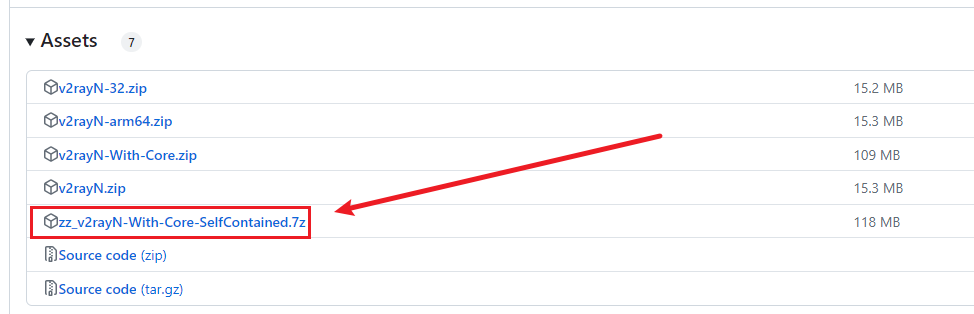 Assets 7
v2rayN-32.zip 15.2 MB
v2rayN-arm64.zip 15.3 MB
v2rayN-With-Core.zip 109 MB
v2rayN.zip 15.3 MB
zz_v2rayN-With-Core-SelfContained.7z 118 MB
Source code (zip)
Source code (tar.gz)